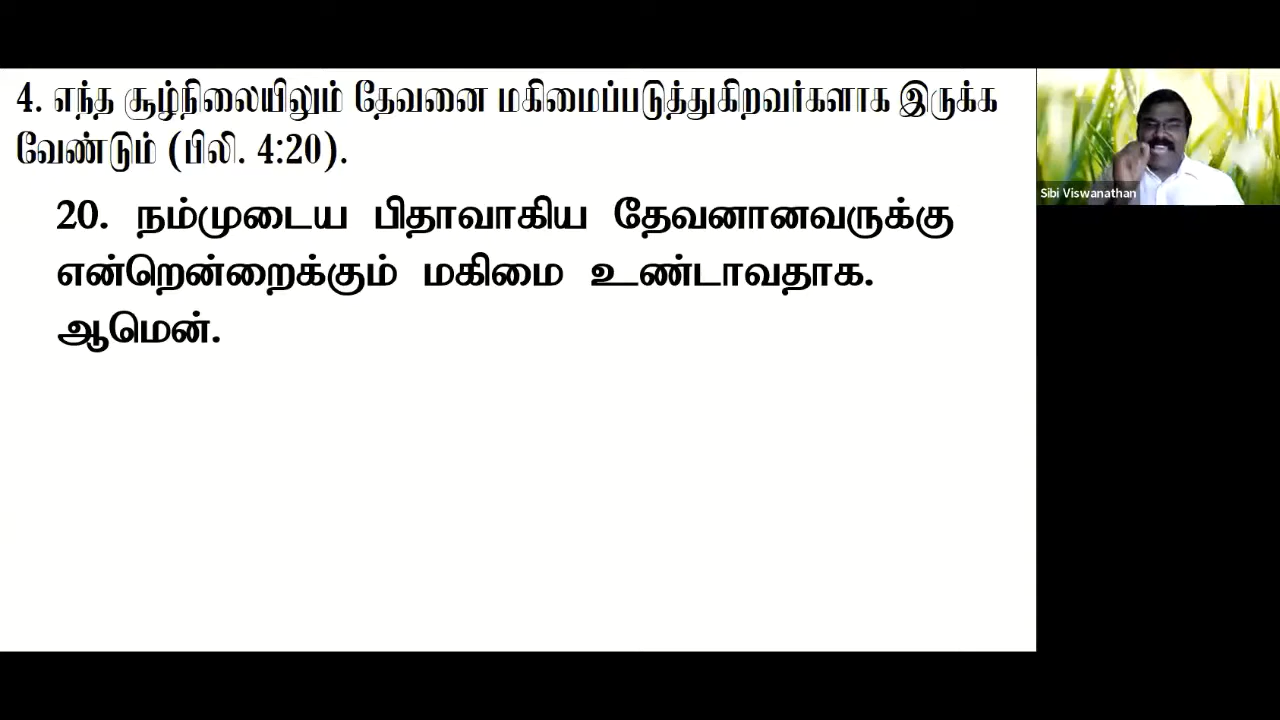 4. எந்த சூழ்நிலையிலும் தேவனை மகிமைப்படுத்துகிறவர்களாக இருக்க
வேண்டும் (பிலி. 4:20).
20. நம்முடைய பிதாவாகிய தேவனானவருக்கு
என்றென்றைக்கும் மகிமை உண்டாவதாக.
ஆமென்.
Sibi Viswanathan